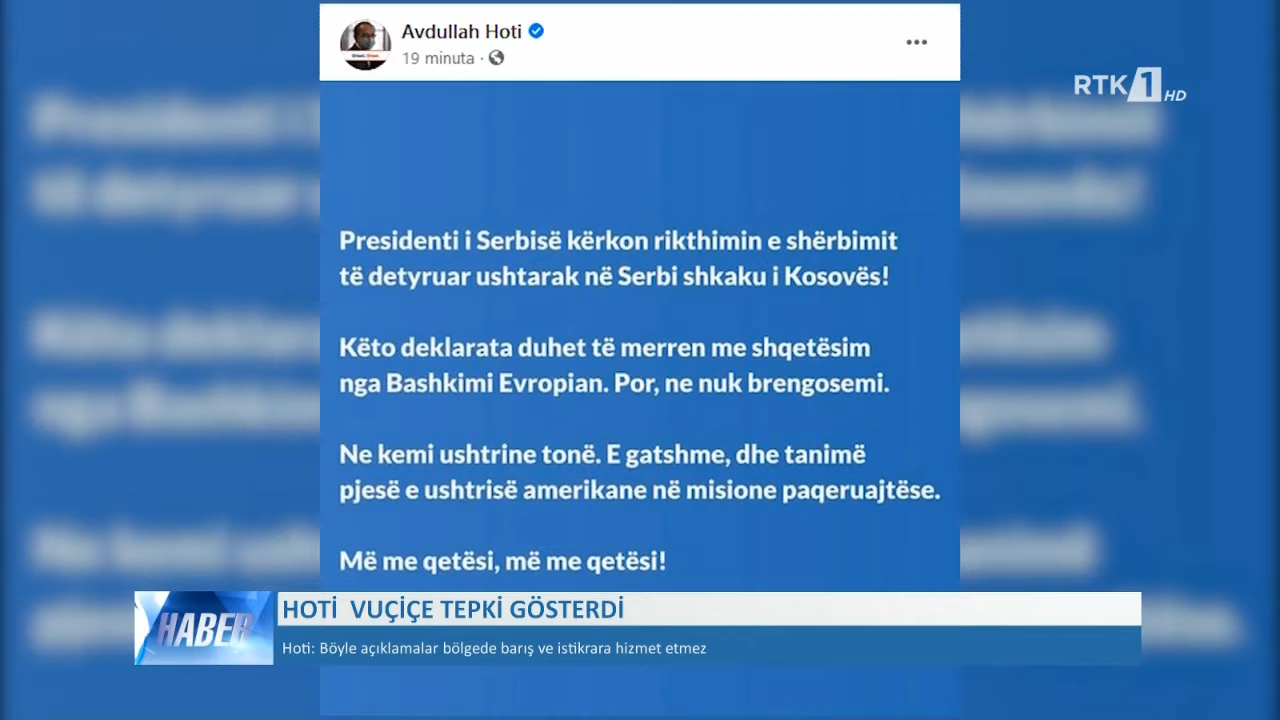 Avdullah Hoti
19 minuta ·
RTK 1 HD
Presidenti i Serbisë kërkon rikthimin e shërbimit
të detyruar ushtarak në Serbi shkaku i Kosovës!
Këto deklarata duhet të merren me shqetësim
nga Bashkimi Evropian. Por, ne nuk brengosemi.
Ne kemi ushtrine tonë. E gatshme, dhe tanimë
pjesë e ushtrisë amerikane në misione paqeruajtëse.
Më me qetësi, më me qetësi!
HABER
HOTİ VUÇİÇE TEPKİ GÖSTERDİ
Hoti: Böyle açıklamalar bölgede barış ve istikrara hizmet etmez